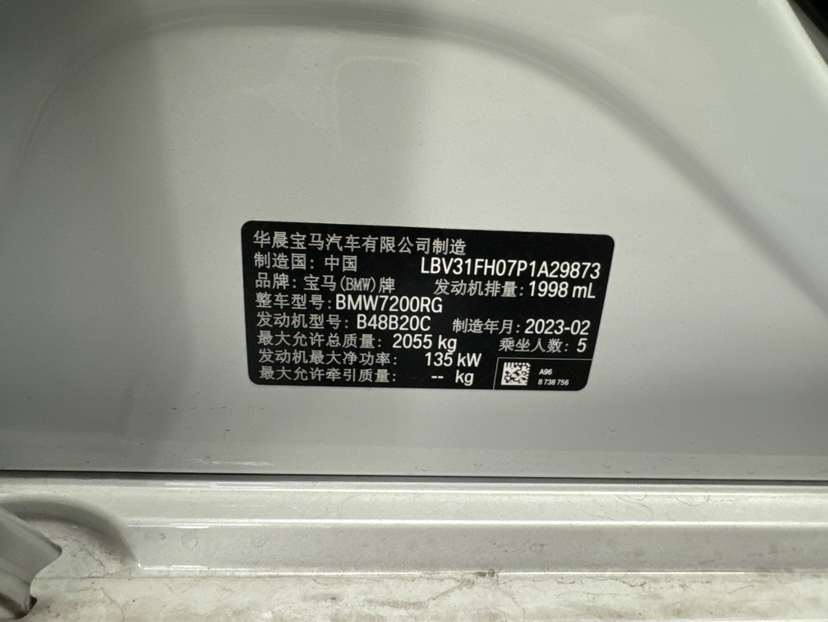 华晨宝马汽车有限公司制造
制造国: 中国 LBV31FH07P1A29873
品牌: 宝马(BMW)牌 发动机排量: 1998 mL
整车型号: BMW7200RG
发动机型号: B48B20C 制造年月: 2023-02
最大允许总质量: 2055 kg 乘坐人数: 5
发动机最大净功率: 135 kW
最大允许牵引质量: -- kg
A96
8 738 756